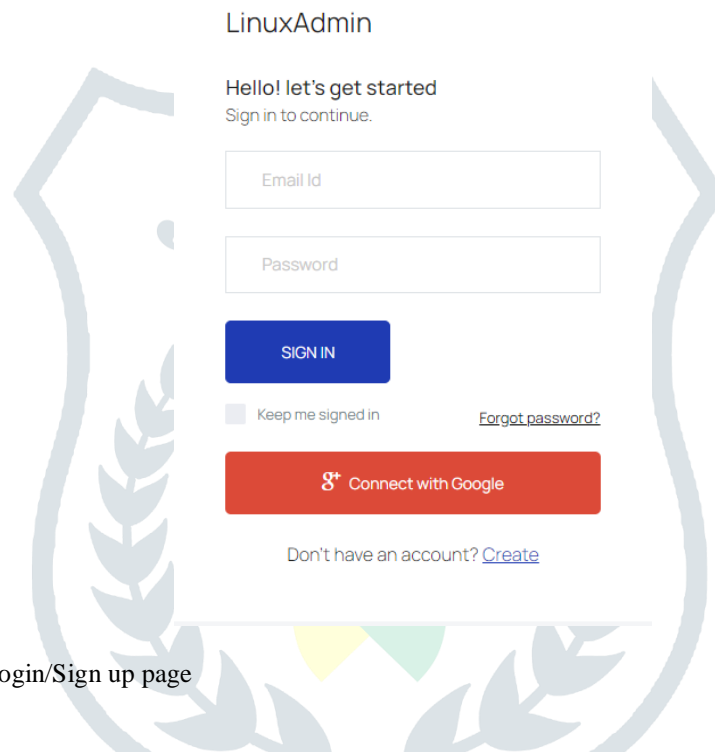 LinuxAdmin
Hello! let's get started
Sign in to continue.
Email Id
Password
SIGN IN
Keep me signed in
Forgot password?
g+ Connect with Google
Don't have an account? Create
ogin/Sign up page